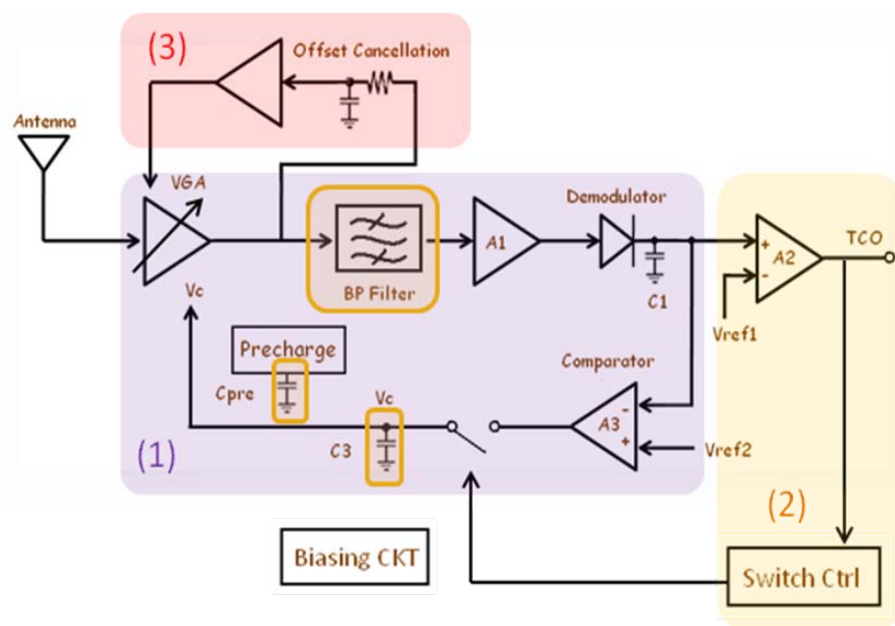 (3)
Offset Cancellation
Antenna
VGA
Demodulator
A1
BP Filter
C1
+
A2
-
TCO
Vref1
Vc
Precharge
Cpre
Comparator
Vc
C3
-
A3
+
Vref2
(1)
(2)
Biasing CKT
Switch Ctrl